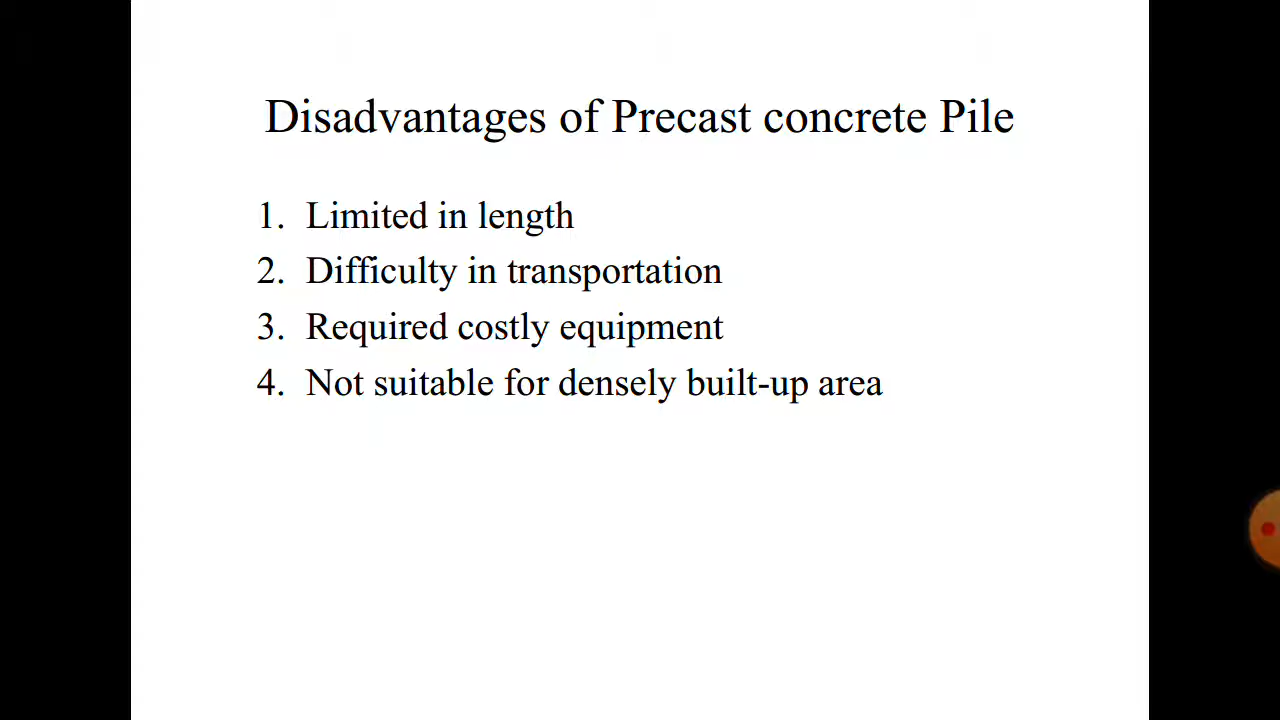 Disadvantages of Precast concrete Pile
1. Limited in length
2. Difficulty in transportation
3. Required costly equipment
4. Not suitable for densely built-up area